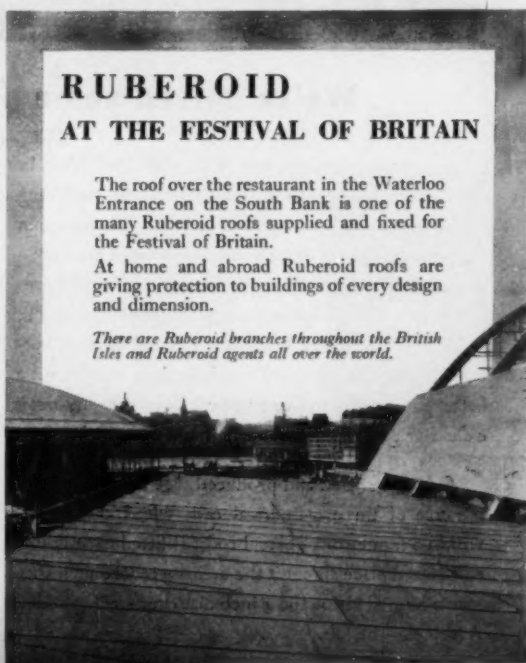 RUBEROID
AT THE FESTIVAL OF BRITAIN
The roof over the restaurant in the Waterloo
Entrance on the South Bank is one of the
many Ruberoid roofs supplied and fixed for
the Festival of Britain.
At home and abroad Ruberoid roofs are
giving protection to buildings of every design
and dimension.
There are Ruberoid branches throughout the British
Isles and Ruberoid agents all over the world.